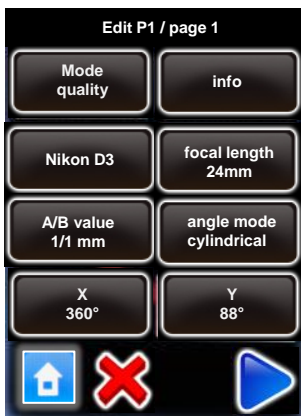 Edit P1 / page 1
Mode
quality
info
Nikon D3
focal length
24mm
A/B value
1/1 mm
angle mode
cylindrical
X
360°
Y
88°